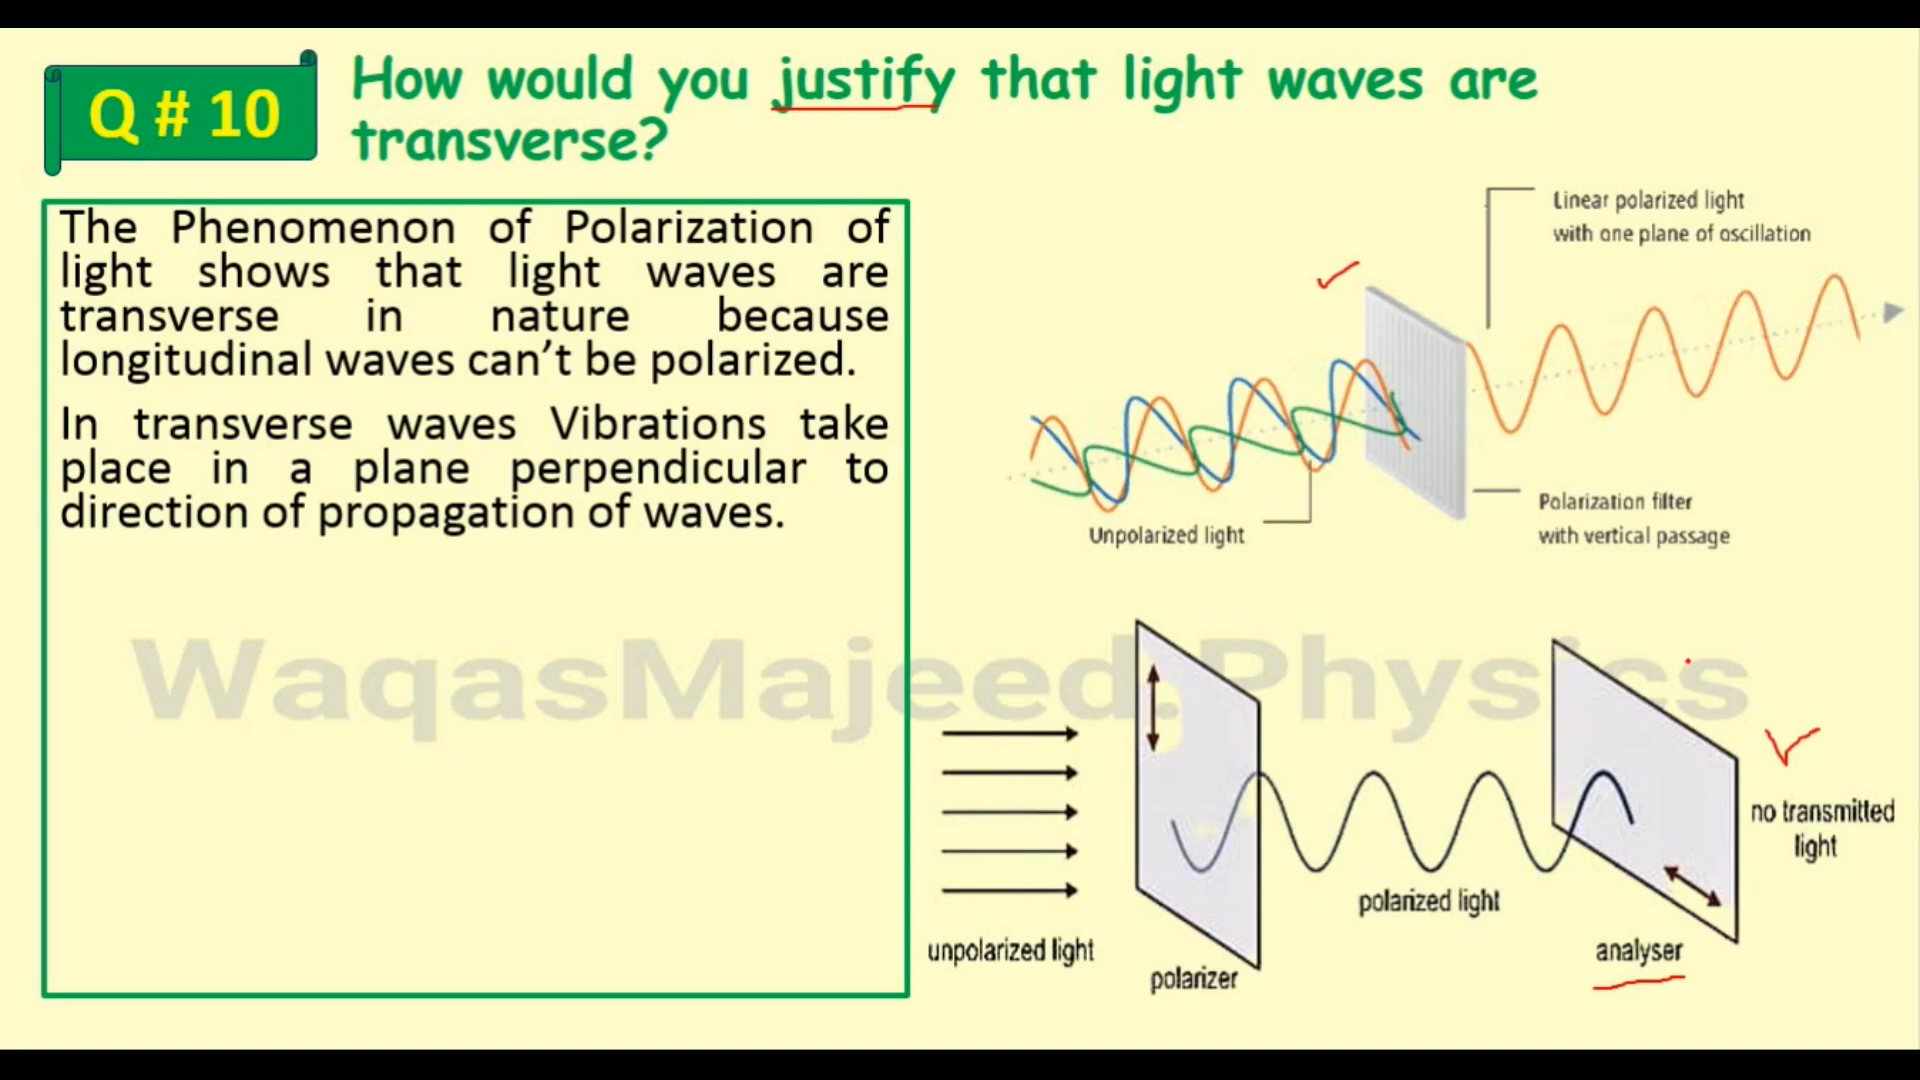 Q # 10
How would you justify that light waves are
transverse?
The Phenomenon of Polarization of
light shows that light waves are
transverse in nature because
longitudinal waves can't be polarized.
In transverse waves Vibrations take
place in a plane perpendicular to
direction of propagation of waves.
Linear polarized light
with one plane of oscillation
Unpolarized light
Polarization filter
with vertical passage
WaqasMajeed.Physics
no transmitted
light
polarized light
unpolarized light
analyser
polarizer